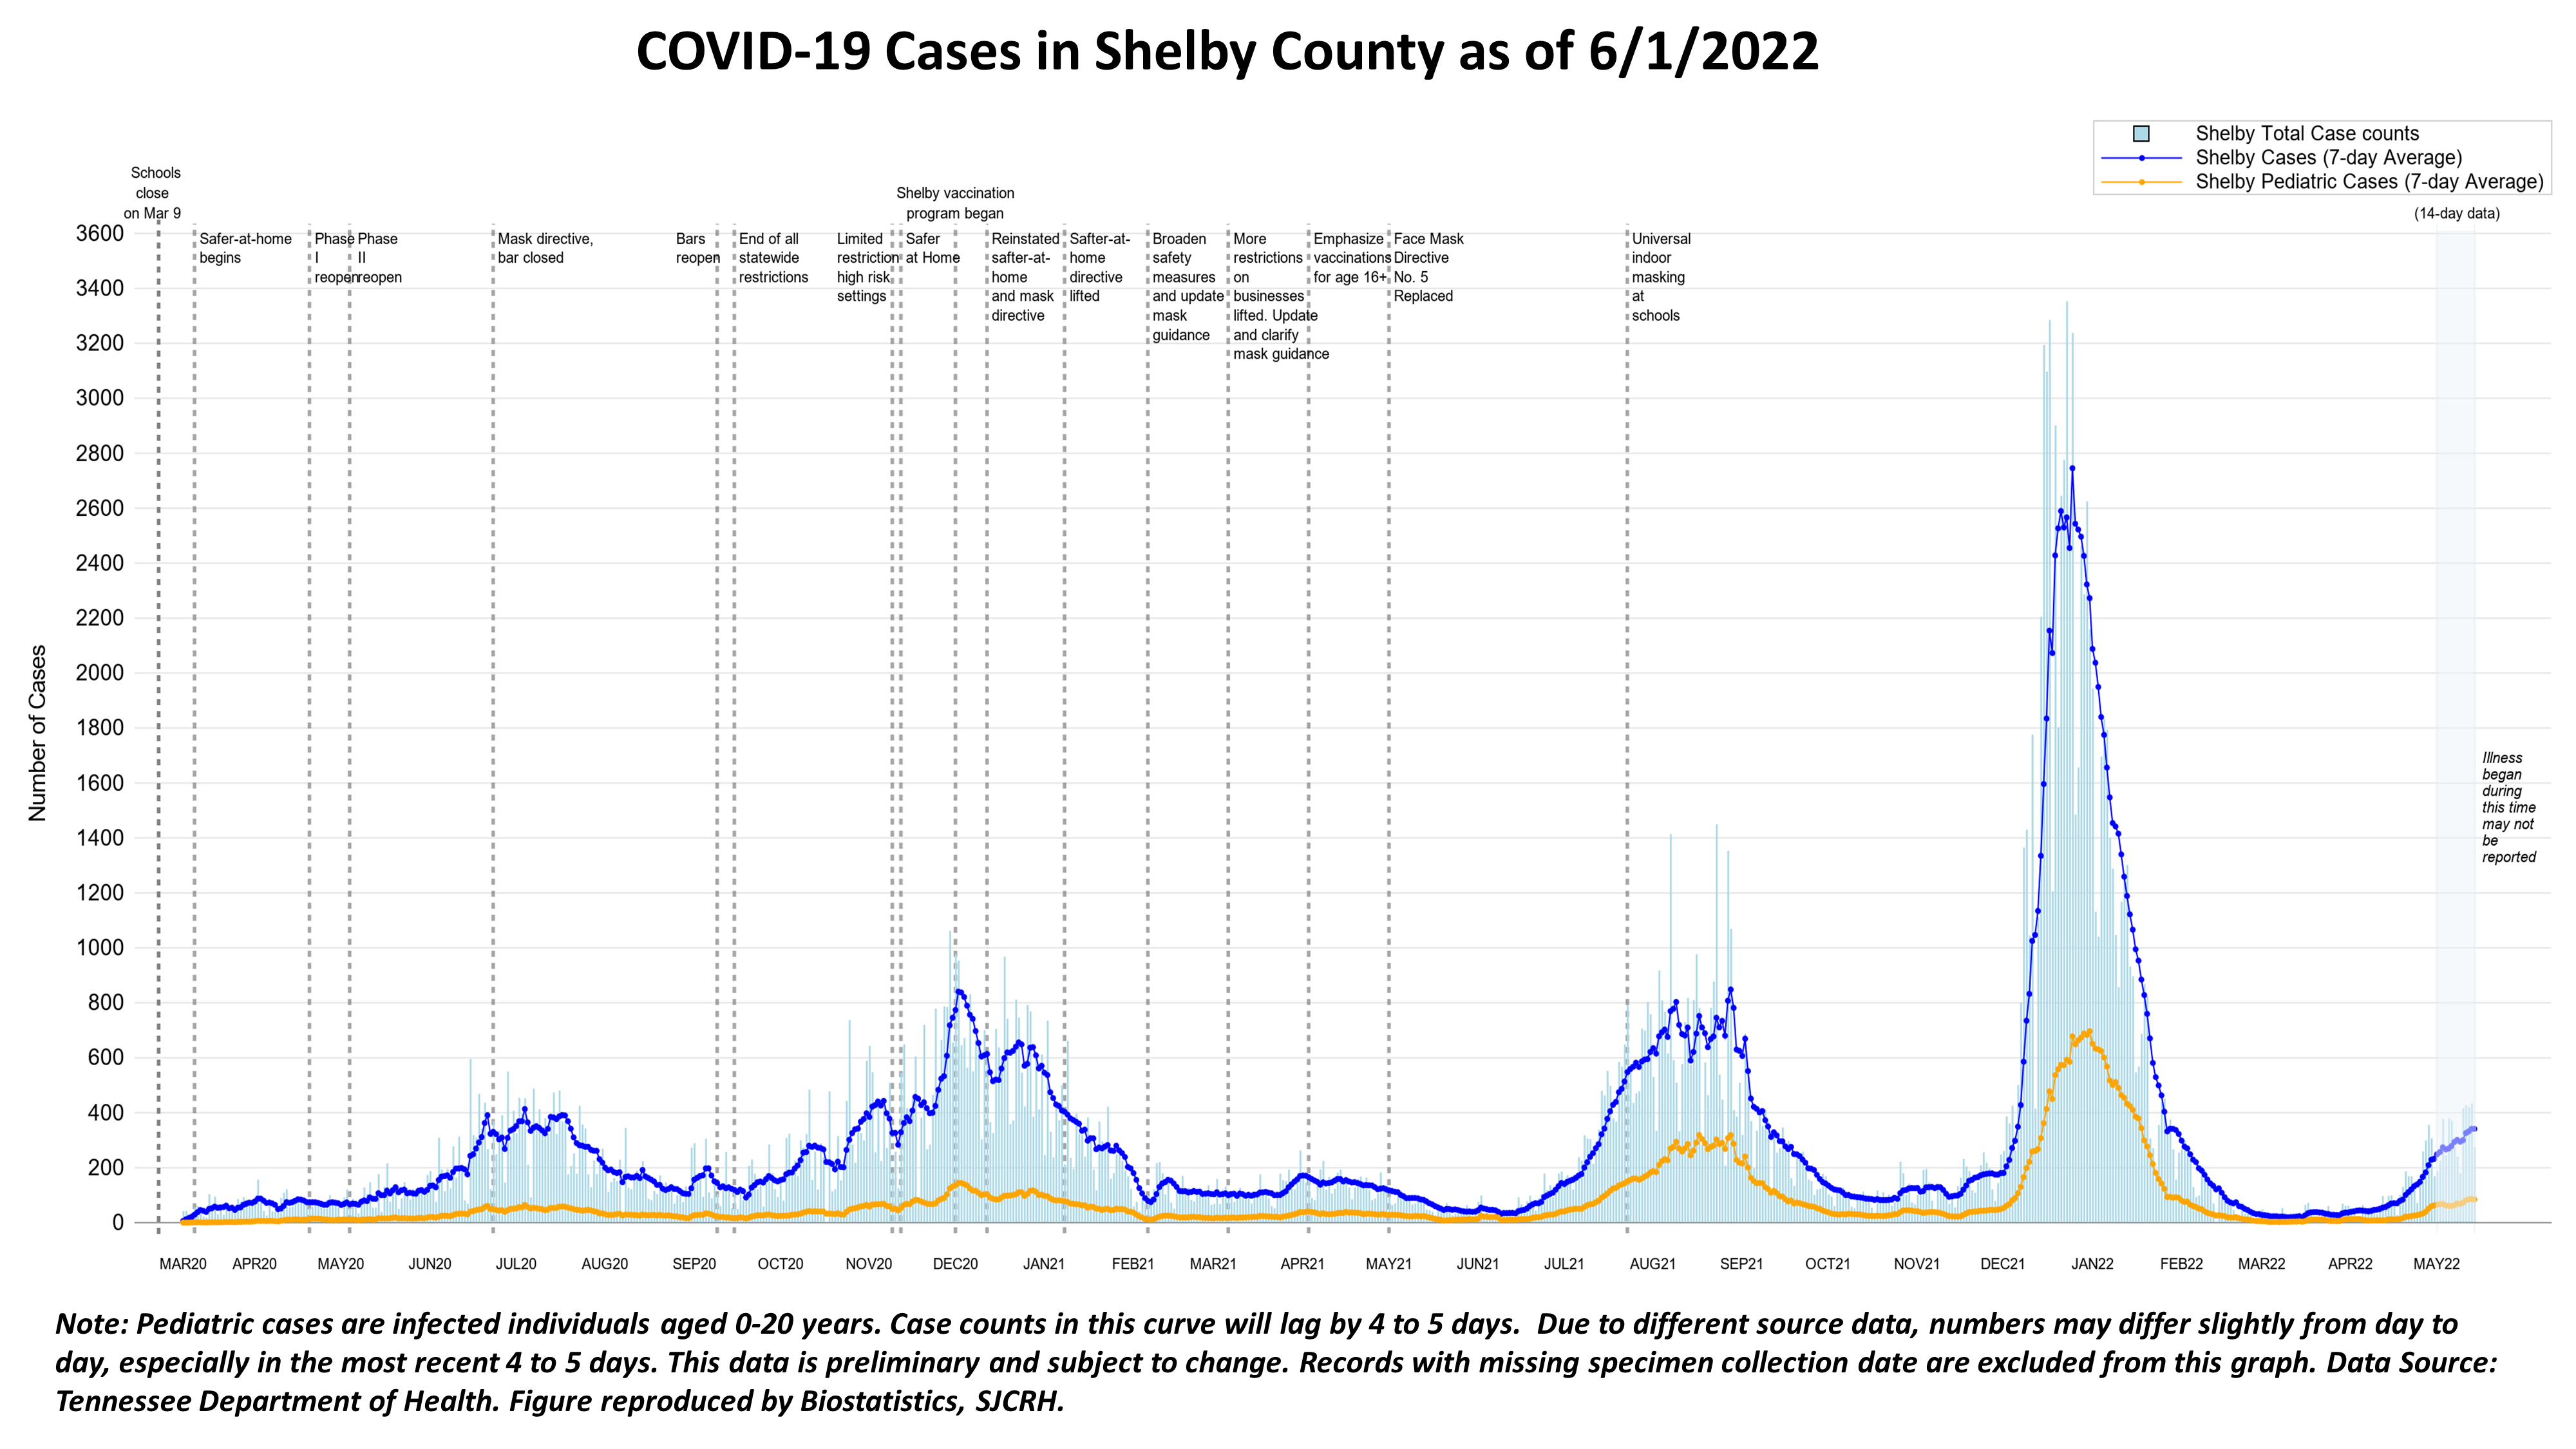 COVID-19 Cases in Shelby County as of 6/1/2022
Shelby Total Case counts
Shelby Cases (7-day Average)
Shelby Pediatric Cases (7-day Average)
(14-day data)
Schools
close
on Mar 9
Safer-at-home
begins
Phase
I
reopen
Phase
II
reopen
Mask directive,
bar closed
Bars
reopen
End of all
statewide
restrictions
Limited
restriction
high risk
settings
Shelby vaccination
program began
Safer
at Home
Reinstated
safter-at-
home
and mask
directive
Safter-at-
home
directive
lifted
Broaden
safety
measures
and update
mask
guidance
More
restrictions
on
businesses
lifted. Update
and clarify
mask guidance
Emphasize
vaccinations
for age 16+
Face Mask
Directive
No. 5
Replaced
Universal
indoor
masking
at
schools
Number of Cases
3600
3400
3200
3000
2800
2600
2400
2200
2000
1800
1600
1400
1200
1000
800
600
400
200
0
Illness
began
during
this time
may not
be
reported
MAR20 APR20 MAY20 JUN20 JUL20 AUG20 SEP20 OCT20 NOV20 DEC20 JAN21 FEB21 MAR21 APR21 MAY21 JUN21 JUL21 AUG21 SEP21 OCT21 NOV21 DEC21 JAN22 FEB22 MAR22 APR22 MAY22
Note: Pediatric cases are infected individuals aged 0-20 years. Case counts in this curve will lag by 4 to 5 days. Due to different source data, numbers may differ slightly from day to
day, especially in the most recent 4 to 5 days. This data is preliminary and subject to change. Records with missing specimen collection date are excluded from this graph. Data Source:
Tennessee Department of Health. Figure reproduced by Biostatistics, SJCRH.